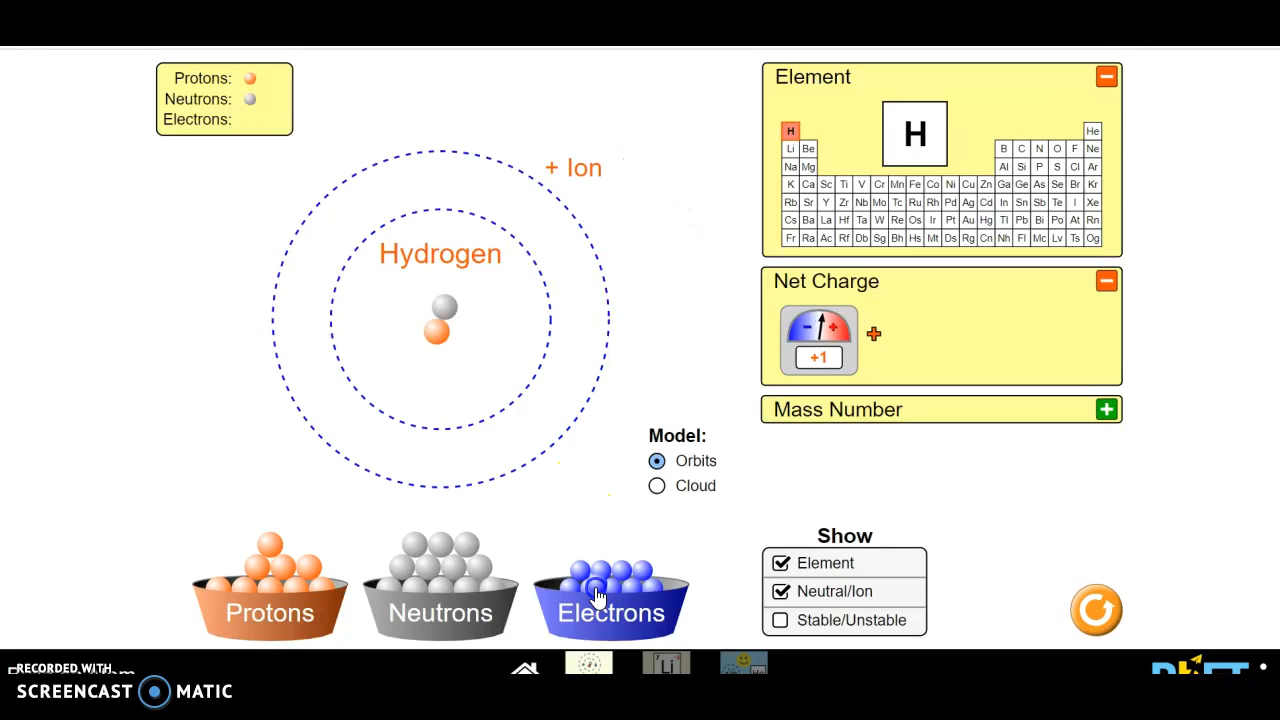 Protons:
Neutrons:
Electrons:
+ Ion
Hydrogen
Element
H
H He
Li Be B C N O F Ne
Na Mg Al Si P S Cl Ar
K Ca Sc Ti V Cr Mn Fe Co Ni Cu Zn Ga Ge As Se Br Kr
Rb Sr Y Zr Nb Mo Tc Ru Rh Pd Ag Cd In Sn Sb Te I Xe
Cs Ba La Hf Ta W Re Os Ir Pt Au Hg Tl Pb Bi Po At Rn
Fr Ra Ac Rf Db Sg Bh Hs Mt Ds Rg Cn Nh Fl Mc Lv Ts Og
Net Charge
- +
+1
+
Mass Number
Model:
Orbits
Cloud
Protons
Neutrons
Electrons
Show
Element
Neutral/Ion
Stable/Unstable
Li
RECORDED WITH
SCREENCAST MATIC